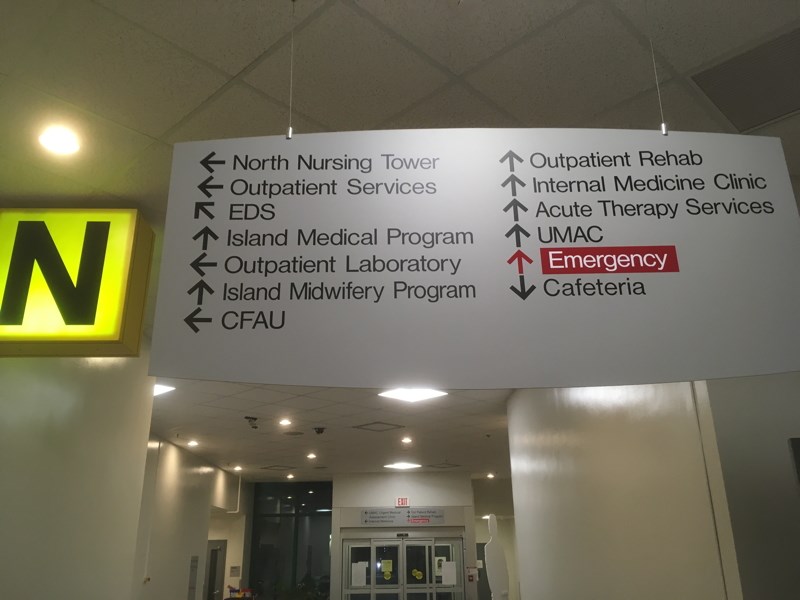 N
North Nursing Tower
Outpatient Services
EDS
Island Medical Program
Outpatient Laboratory
Island Midwifery Program
CFAU
Outpatient Rehab
Internal Medicine Clinic
Acute Therapy Services
UMAC
Emergency
Cafeteria
EXIT
Emergency